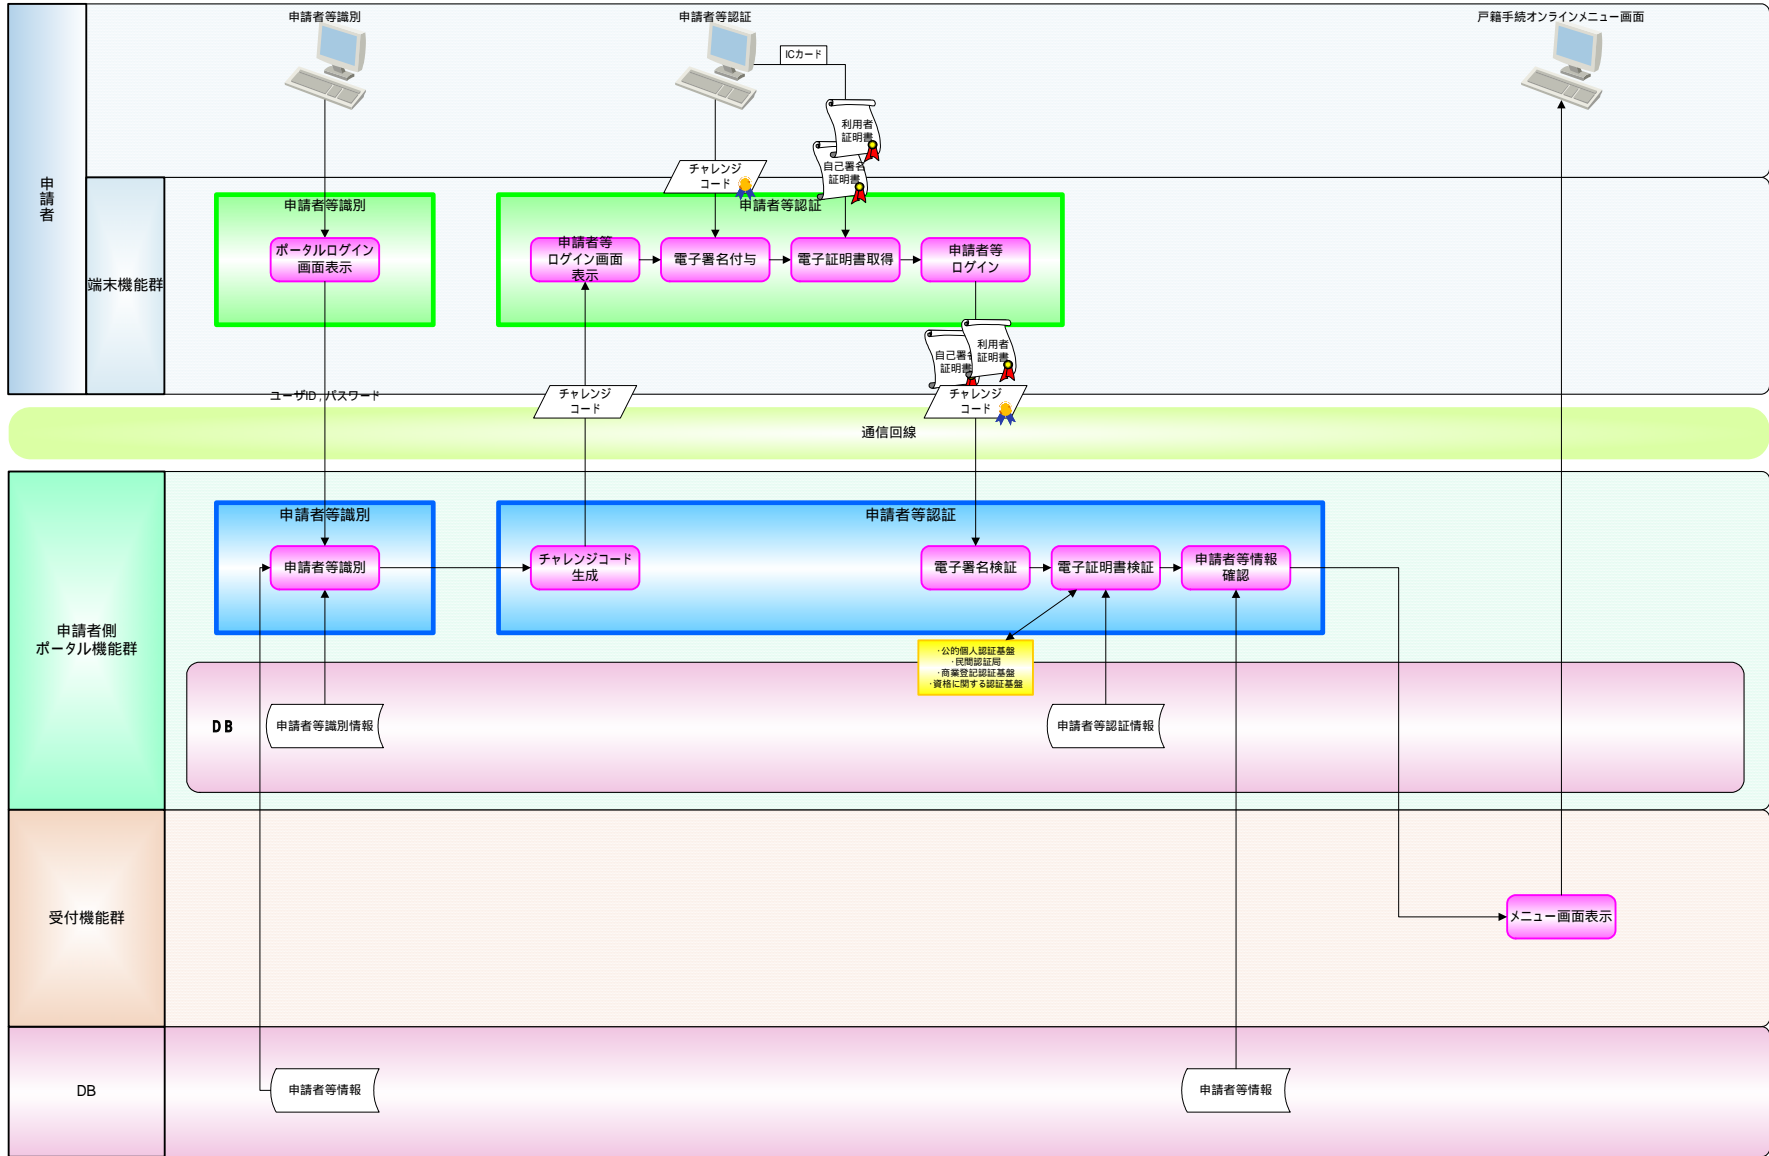 申請者等識別
申請者等認証
戸籍手続オンラインメニュー画面
ICカード
利用者
証明書
自己署名
証明書
チャレンジ
コード
申請者
端末機能群
申請者等識別
ポータルログイン
画面表示
申請者等認証
申請者等
ログイン画面
表示
電子署名付与
電子証明書取得
申請者等
ログイン
利用者
証明書
自己署
証明書
ユーザID,パスワード
チャレンジ
コード
チャレンジ
コード
通信回線
申請者側
ポータル機能群
申請者等識別
申請者等識別
申請者等認証
チャレンジコード
生成
電子署名検証
電子証明書検証
申請者等情報
確認
・公的個人認証基盤
・民間認証局
・商業登記認証基盤
・資格に関する認証基盤
DB
申請者等識別情報
申請者等認証情報
受付機能群
メニュー画面表示
DB
申請者等情報
申請者等情報